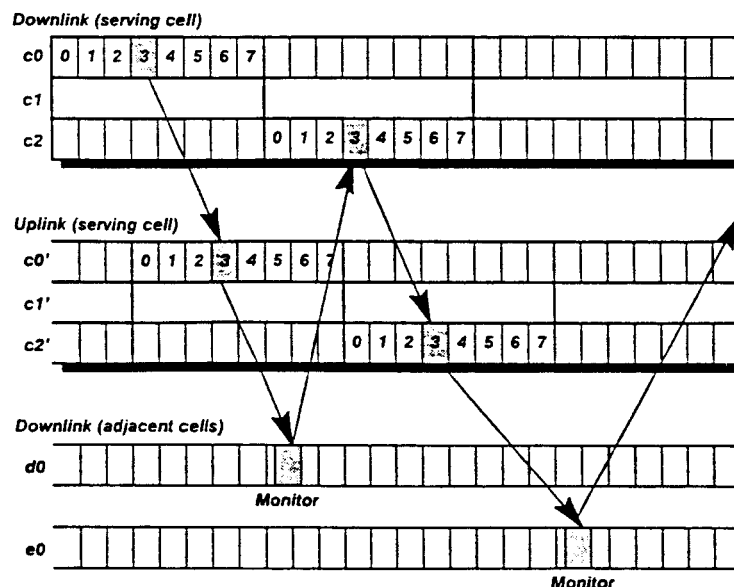 Downlink (serving cell)
c0 0 1 2 3 4 5 6 7
c1
c2 0 1 2 3 4 5 6 7
Uplink (serving cell)
c0' 0 1 2 3 4 5 6 7
c1'
c2' 0 1 2 3 4 5 6 7
Downlink (adjacent cells)
d0
Monitor
e0
Monitor